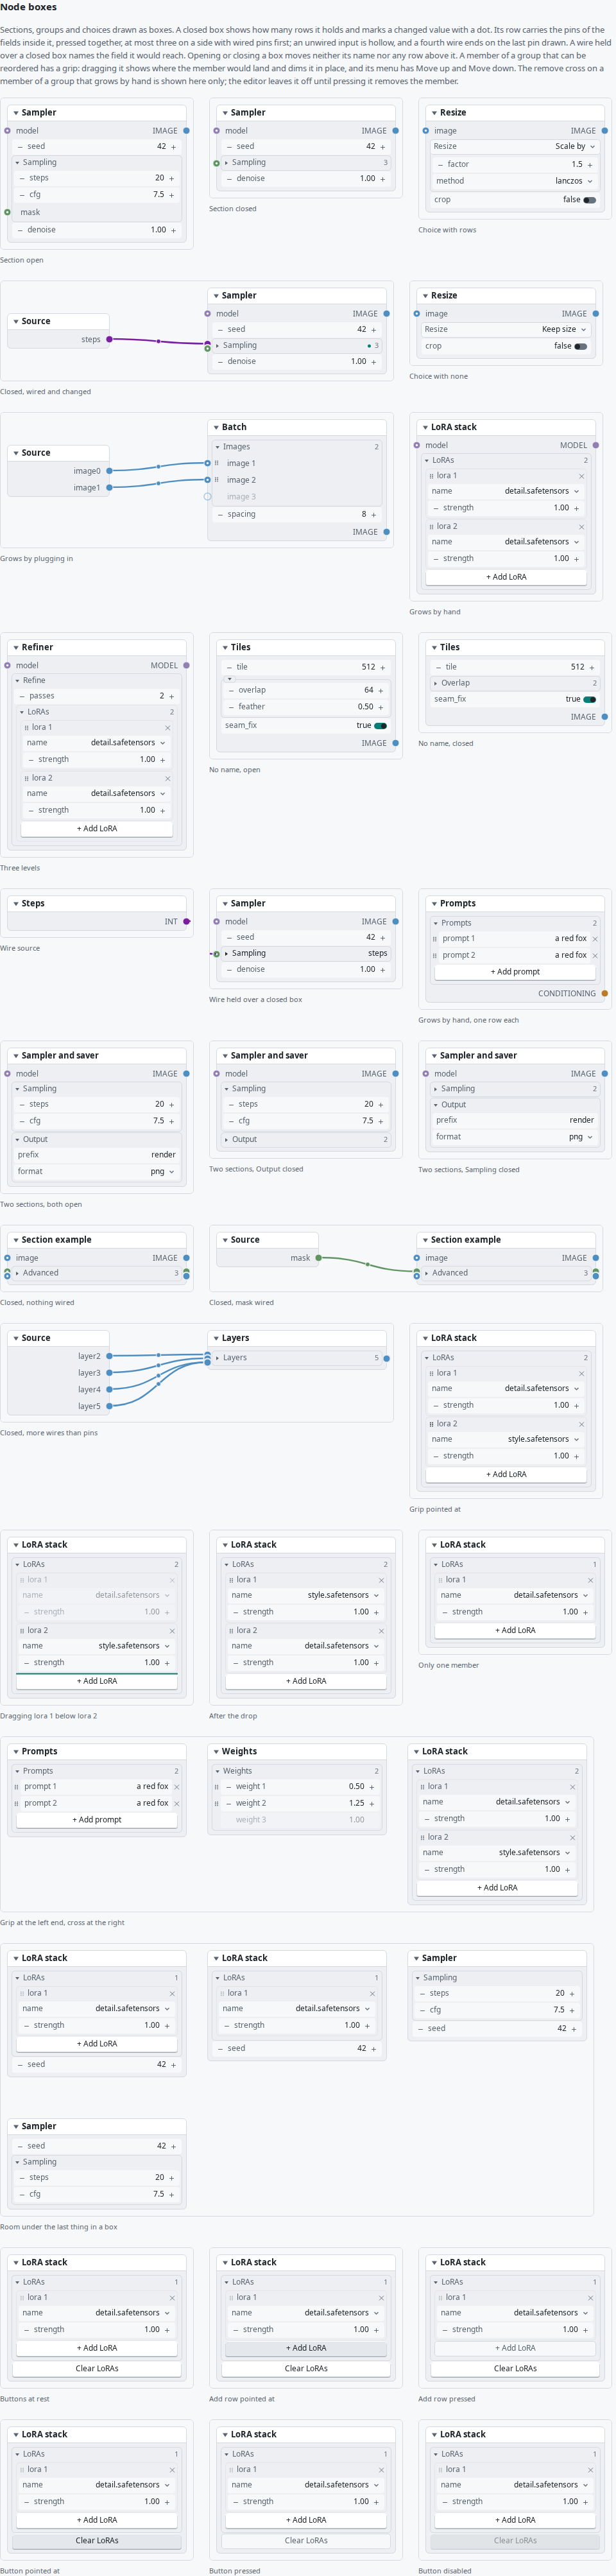 Node boxes
Sections, groups and choices drawn as boxes. A closed box shows how many rows it holds and marks a changed value with a dot. Its row carries the pins of the
fields inside it, pressed together, at most three on a side with wired pins first; an unwired input is hollow, and a fourth wire ends on the last pin drawn. A wire held
over a closed box names the field it would reach. Opening or closing a box moves neither its name nor any row above it. A member of a group that can be
reordered has a grip: dragging it shows where the member would land and dims it in place, and its menu has Move up and Move down. The remove cross on a
member of a group that grows by hand is shown here only; the editor leaves it off until pressing it removes the member.
Sampler
model IMAGE
− seed 42 +
Sampling
− steps 20 +
− cfg 7.5 +
mask
− denoise 1.00 +
Section open
Sampler
model IMAGE
− seed 42 +
Sampling 3
− denoise 1.00 +
Section closed
Resize
image IMAGE
Resize Scale by
− factor 1.5 +
method lanczos
crop false
Choice with rows
Source
steps
Sampler
model IMAGE
− seed 42 +
Sampling 3
− denoise 1.00 +
Closed, wired and changed
Resize
image IMAGE
Resize Keep size
crop false
Choice with none
Source
image0
image1
Batch
Images 2
image 1
image 2
image 3
− spacing 8 +
IMAGE
Grows by plugging in
LoRA stack
model MODEL
LoRAs 2
lora 1
name detail.safetensors
− strength 1.00 +
lora 2
name detail.safetensors
− strength 1.00 +
+ Add LoRA
Grows by hand
Refiner
model MODEL
Refine
− passes 2 +
LoRAs 2
lora 1
name detail.safetensors
− strength 1.00 +
lora 2
name detail.safetensors
− strength 1.00 +
+ Add LoRA
Three levels
Tiles
− tile 512 +
− overlap 64 +
− feather 0.50 +
seam_fix true
IMAGE
No name, open
Tiles
− tile 512 +
Overlap 2
seam_fix true
IMAGE
No name, closed
Steps
INT
Wire source
Sampler
model IMAGE
− seed 42 +
Sampling steps
− denoise 1.00 +
Wire held over a closed box
Prompts
Prompts 2
prompt 1 a red fox
prompt 2 a red fox
+ Add prompt
CONDITIONING
Grows by hand, one row each
Sampler and saver
model IMAGE
Sampling
− steps 20 +
− cfg 7.5 +
Output
prefix render
format png
Two sections, both open
Sampler and saver
model IMAGE
Sampling
− steps 20 +
− cfg 7.5 +
Output 2
Two sections, Output closed
Sampler and saver
model IMAGE
Sampling 2
Output
prefix render
format png
Two sections, Sampling closed
Section example
image IMAGE
Advanced 3
Closed, nothing wired
Source
mask
Section example
image IMAGE
Advanced 3
Closed, mask wired
Source
layer2
layer3
layer4
layer5
Layers
Layers 5
Closed, more wires than pins
LoRA stack
LoRAs 2
lora 1
name detail.safetensors
− strength 1.00 +
lora 2
name style.safetensors
− strength 1.00 +
+ Add LoRA
Grip pointed at
LoRA stack
LoRAs 2
lora 1
name detail.safetensors
− strength 1.00 +
lora 2
name style.safetensors
− strength 1.00 +
+ Add LoRA
Dragging lora 1 below lora 2
LoRA stack
LoRAs 2
lora 1
name style.safetensors
− strength 1.00 +
lora 2
name detail.safetensors
− strength 1.00 +
+ Add LoRA
After the drop
LoRA stack
LoRAs 1
lora 1
name detail.safetensors
− strength 1.00 +
+ Add LoRA
Only one member
Prompts
Prompts 2
prompt 1 a red fox
prompt 2 a red fox
+ Add prompt
Weights
Weights 2
− weight 1 0.50 +
− weight 2 1.25 +
weight 3 1.00
LoRA stack
LoRAs 2
lora 1
name detail.safetensors
− strength 1.00 +
lora 2
name style.safetensors
− strength 1.00 +
+ Add LoRA
Grip at the left end, cross at the right
LoRA stack
LoRAs 1
lora 1
name detail.safetensors
− strength 1.00 +
+ Add LoRA
− seed 42 +
LoRA stack
LoRAs 1
lora 1
name detail.safetensors
− strength 1.00 +
− seed 42 +
Sampler
Sampling
− steps 20 +
− cfg 7.5 +
− seed 42 +
Sampler
− seed 42 +
Sampling
− steps 20 +
− cfg 7.5 +
Room under the last thing in a box
LoRA stack
LoRAs 1
lora 1
name detail.safetensors
− strength 1.00 +
+ Add LoRA
Clear LoRAs
Buttons at rest
LoRA stack
LoRAs 1
lora 1
name detail.safetensors
− strength 1.00 +
+ Add LoRA
Clear LoRAs
Add row pointed at
LoRA stack
LoRAs 1
lora 1
name detail.safetensors
− strength 1.00 +
+ Add LoRA
Clear LoRAs
Add row pressed
LoRA stack
LoRAs 1
lora 1
name detail.safetensors
− strength 1.00 +
+ Add LoRA
Clear LoRAs
Button pointed at
LoRA stack
LoRAs 1
lora 1
name detail.safetensors
− strength 1.00 +
+ Add LoRA
Clear LoRAs
Button pressed
LoRA stack
LoRAs 1
lora 1
name detail.safetensors
− strength 1.00 +
+ Add LoRA
Clear LoRAs
Button disabled